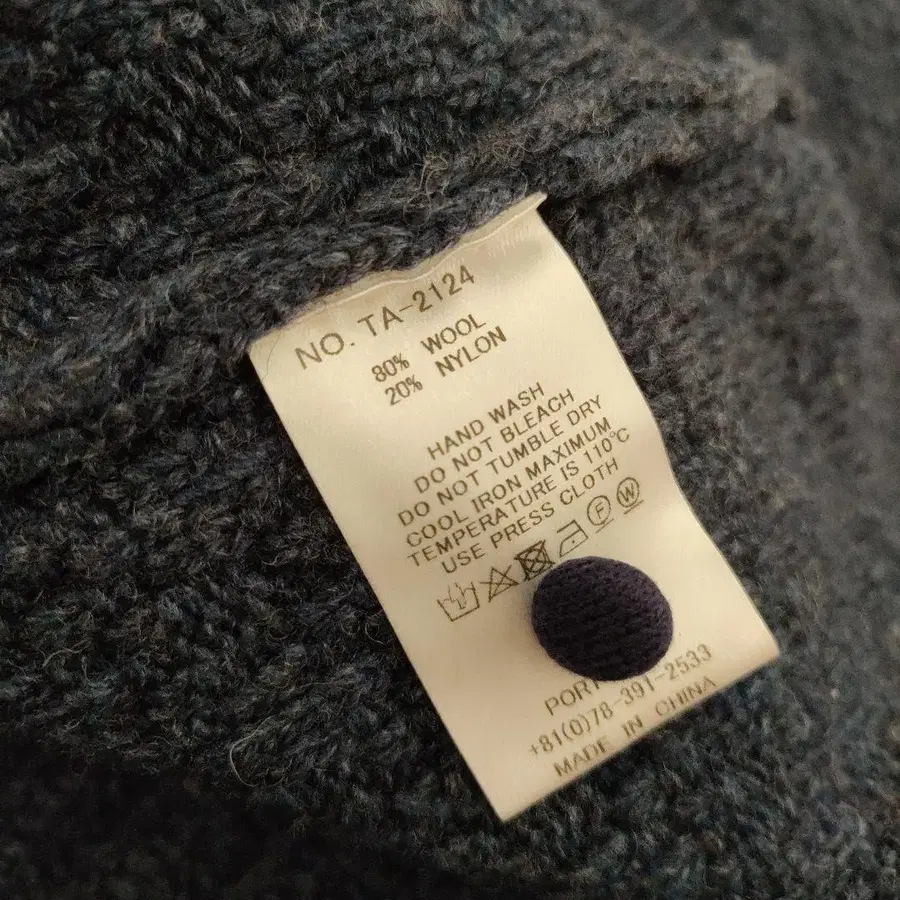 NO. TA-2124
80% WOOL
20% NYLON
HAND WASH
DO NOT BLEACH
DO NOT TUMBLE DRY
COOL IRON MAXIMUM
TEMPERATURE IS 110℃
USE PRESS CLOTH
F W
+81(0)78-391-2533
MADE IN CHINA